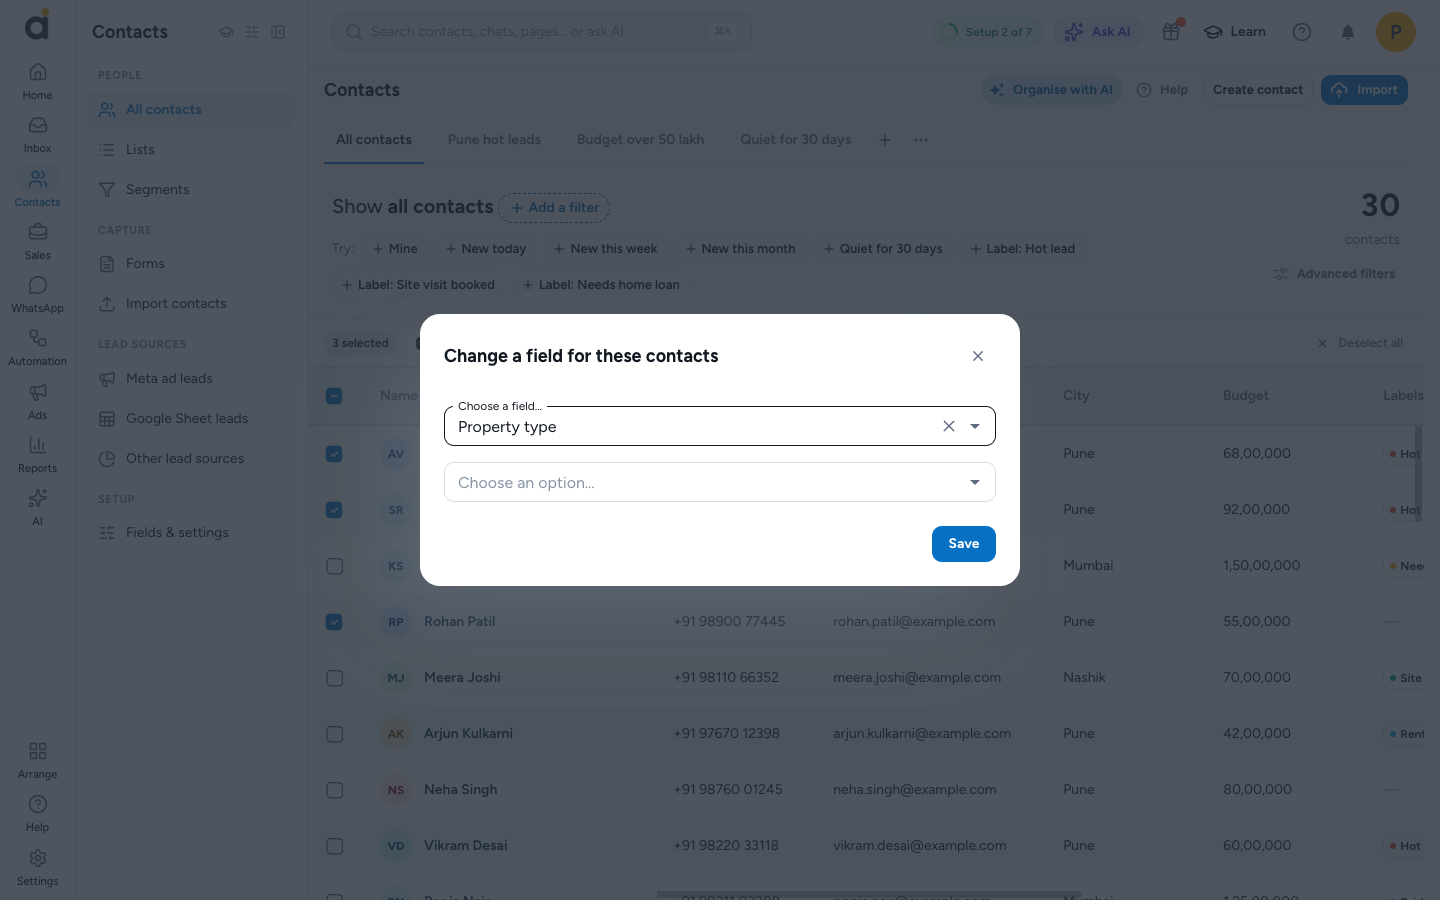 Contacts
Search contacts, chats, pages... or ask AI
⌘K
Setup 2 of 7
Ask AI
Learn
P
Home
Inbox
Contacts
Sales
WhatsApp
Automation
Ads
Reports
AI
Arrange
Help
Settings
PEOPLE
All contacts
Lists
Segments
CAPTURE
Forms
Import contacts
LEAD SOURCES
Meta ad leads
Google Sheet leads
Other lead sources
SETUP
Fields & settings
Contacts
Organise with AI
Help
Create contact
Import
All contacts
Pune hot leads
Budget over 50 lakh
Quiet for 30 days
Show all contacts
+ Add a filter
30
contacts
Try:
+ Mine
+ New today
+ New this week
+ New this month
+ Quiet for 30 days
+ Label: Hot lead
Advanced filters
+ Label: Site visit booked
+ Label: Needs home loan
3 selected
Deselect all
Change a field for these contacts
Choose a field...
Property type
Choose an option...
Save
Name
City
Budget
Labels
AV
Pune
68,00,000
Hot
SR
Pune
92,00,000
Hot
KS
Mumbai
1,50,00,000
RP
Rohan Patil
+91 98900 77445
rohan.patil@example.com
Pune
55,00,000
—
MJ
Meera Joshi
+91 98110 66352
meera.joshi@example.com
Nashik
70,00,000
Site
AK
Arjun Kulkarni
+91 97670 12398
arjun.kulkarni@example.com
Pune
42,00,000
Rent
NS
Neha Singh
+91 98760 01245
neha.singh@example.com
Pune
80,00,000
—
VD
Vikram Desai
+91 98220 33118
vikram.desai@example.com
Pune
60,00,000
Hot